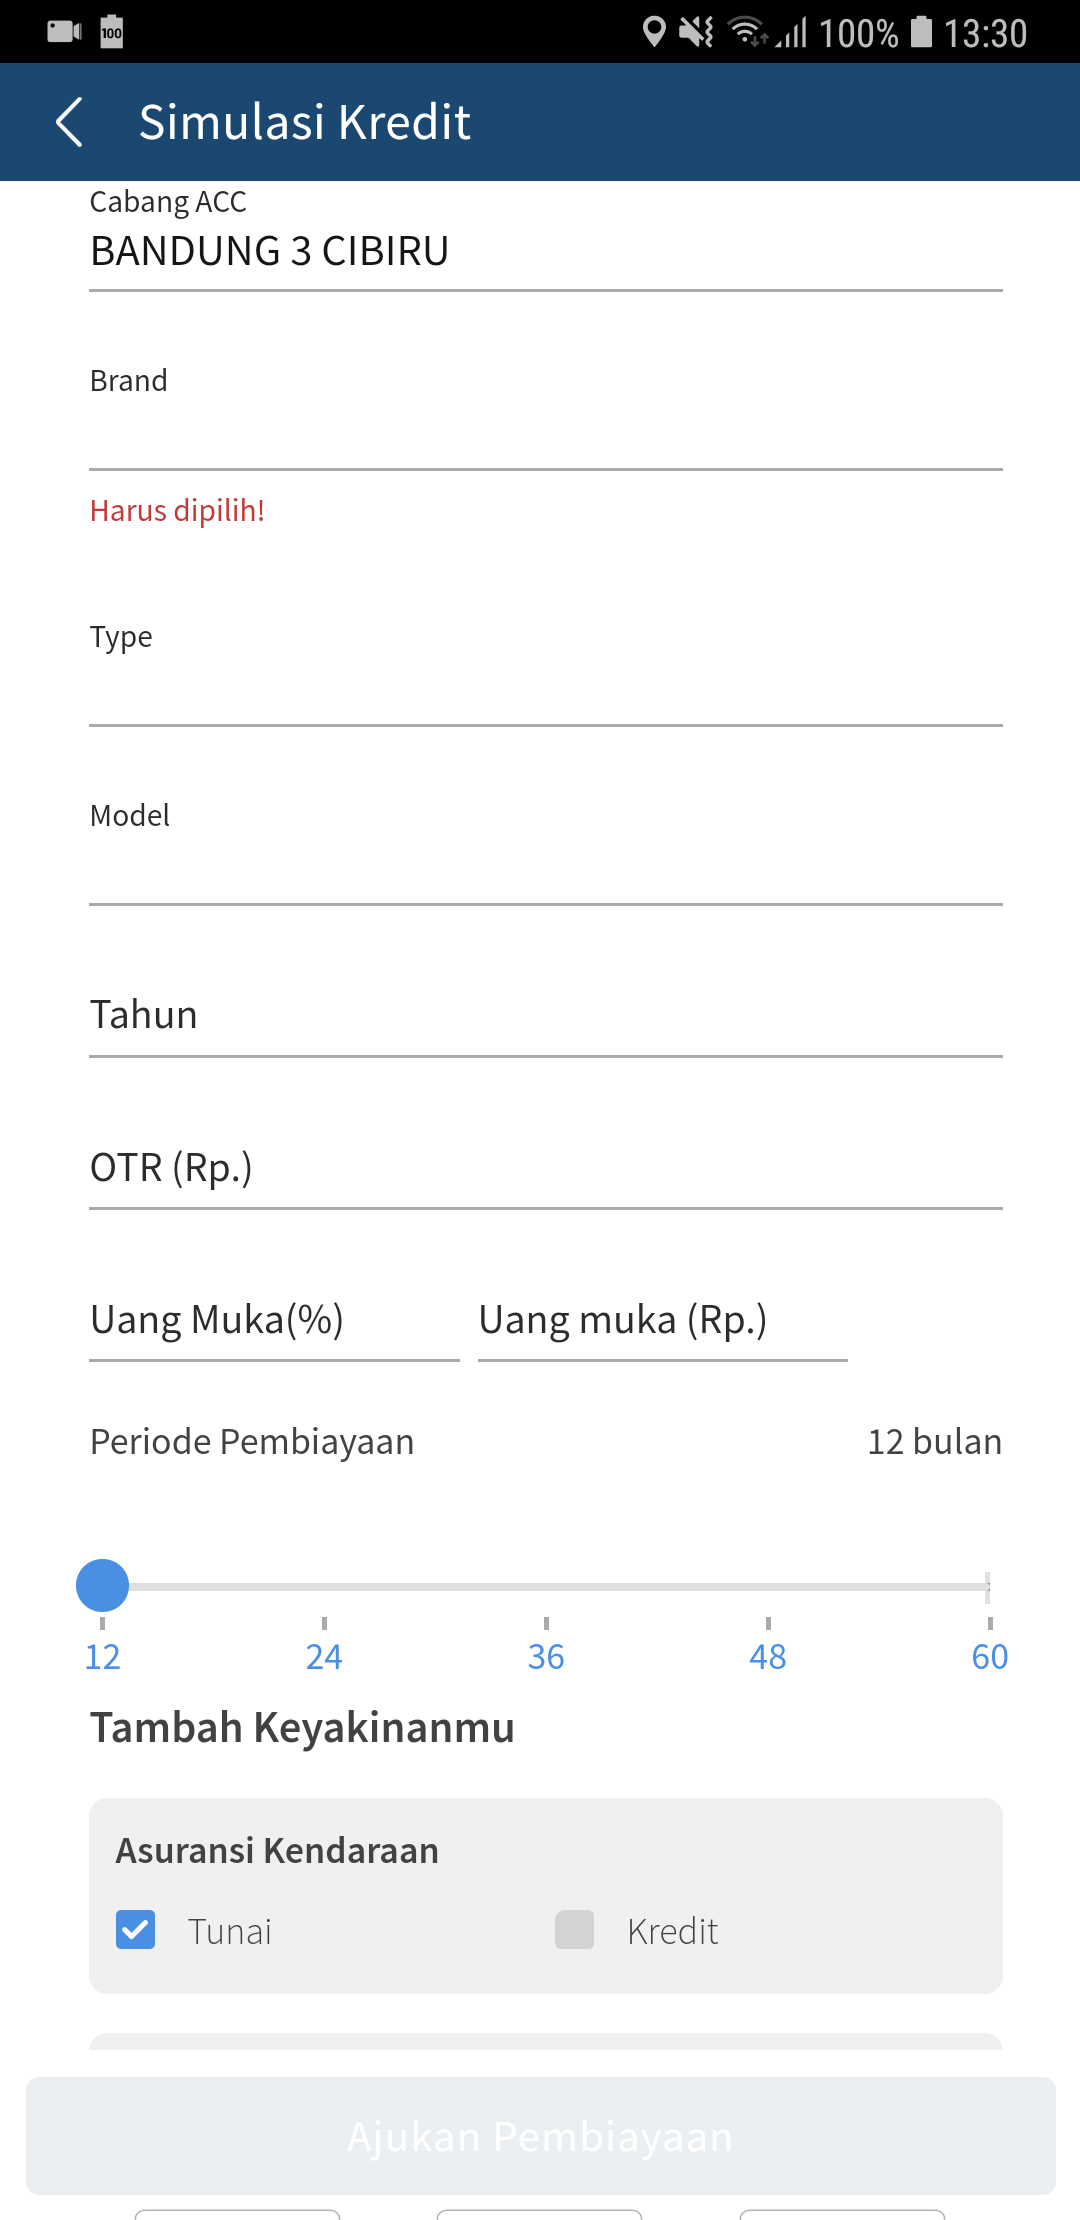 100
100%
13:30
Simulasi Kredit
Cabang ACC
BANDUNG 3 CIBIRU
Brand
Harus dipilih!
Type
Model
Tahun
OTR (Rp.)
Uang Muka(%)
Uang muka (Rp.)
Periode Pembiayaan
12 bulan
12 24 36 48 60
Tambah Keyakinanmu
Asuransi Kendaraan
Tunai
Kredit
Ajukan Pembiayaan